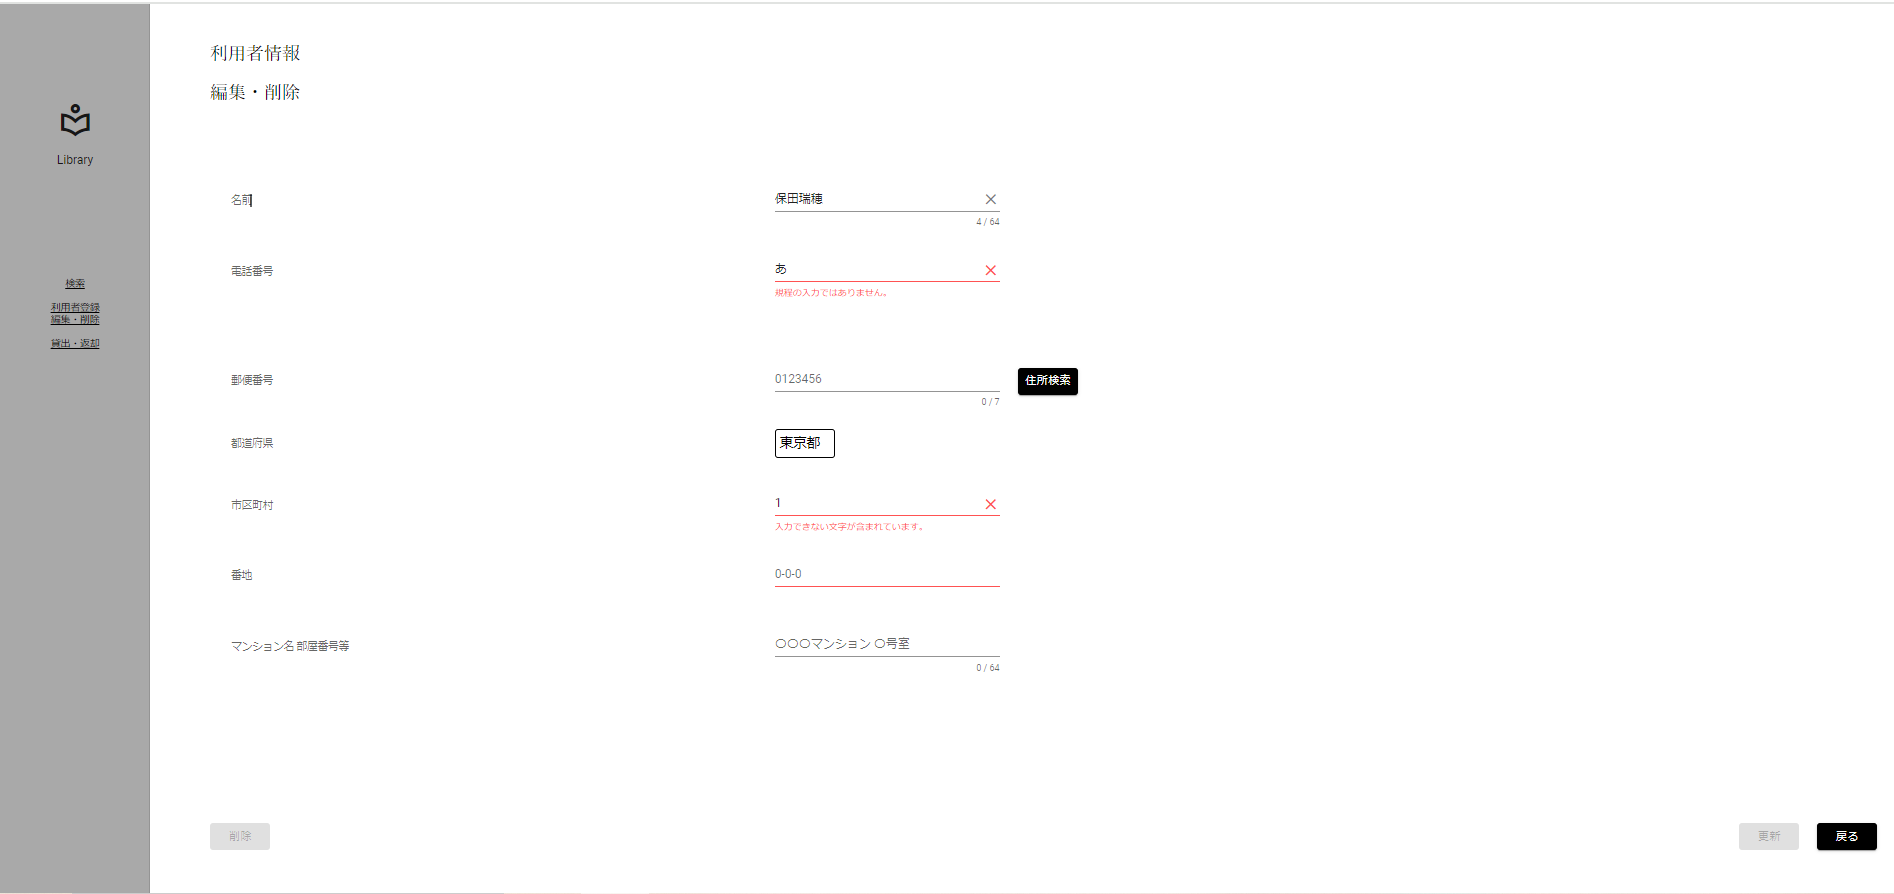 Library
検索
利用者登録
編集・削除
貸出・返却
利用者情報
編集・削除
名前
保田瑞穂
4 / 64
電話番号
あ
規程の入力ではありません。
郵便番号
0123456
住所検索
0 / 7
都道府県
東京都
市区町村
1
入力できない文字が含まれています。
番地
0-0-0
マンション名 部屋番号等
〇〇〇マンション 〇号室
0 / 64
削除
更新
戻る